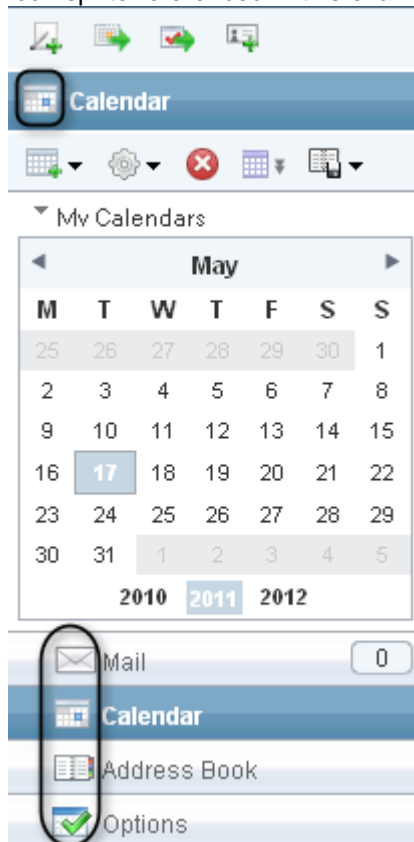 Calendar
My Calendars
May
M T W T F S S
25 26 27 28 29 30 1
2 3 4 5 6 7 8
9 10 11 12 13 14 15
16 17 18 19 20 21 22
23 24 25 26 27 28 29
30 31 1 2 3 4 5
2010 2011 2012
Mail 0
Calendar
Address Book
Options